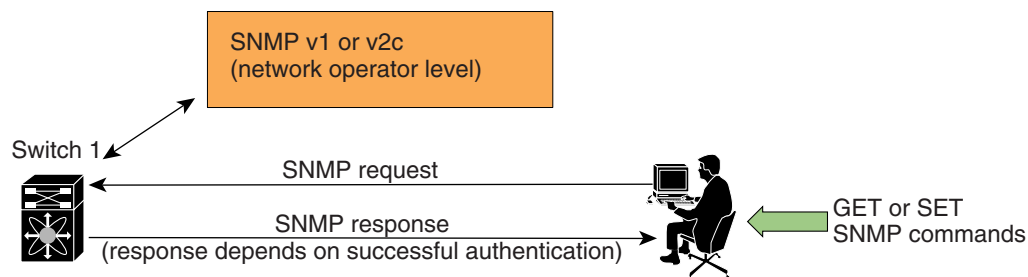 SNMP v1 or v2c
(network operator level)
Switch 1
SNMP request
SNMP response
(response depends on successful authentication)
GET or SET
SNMP commands